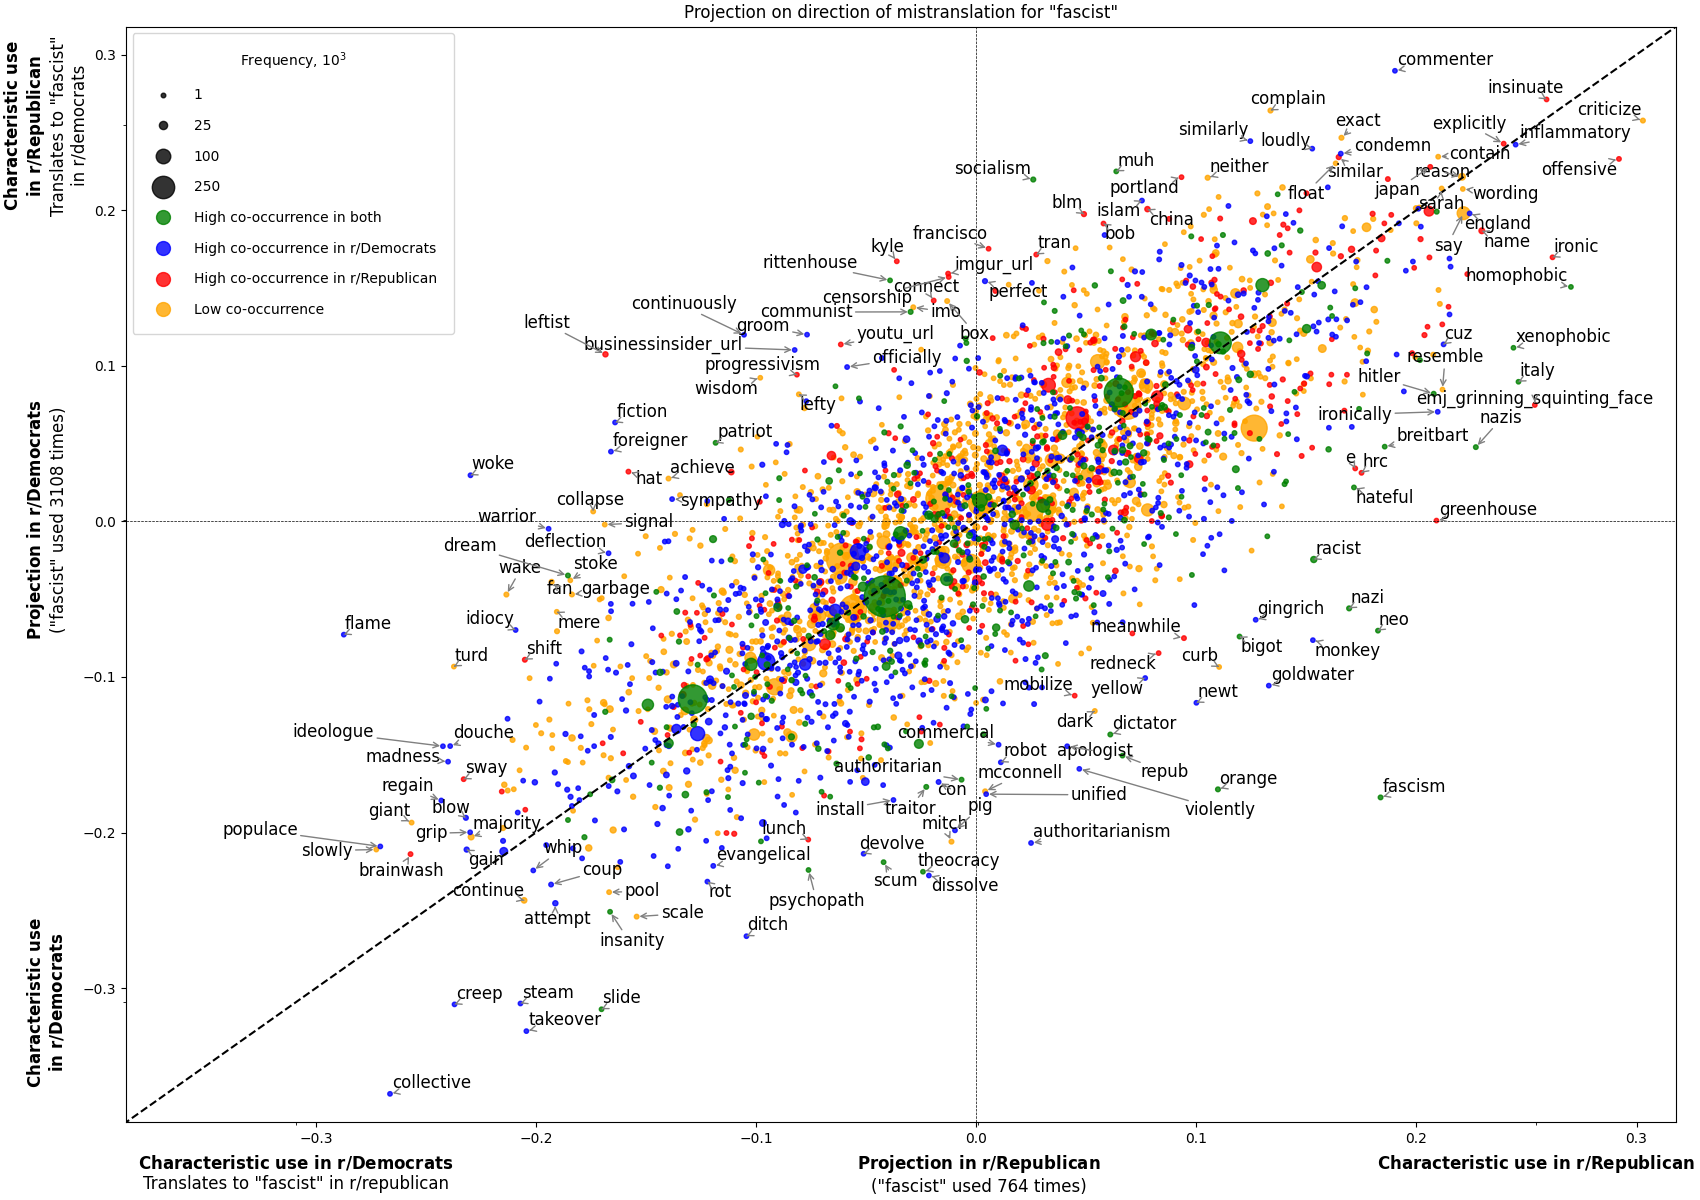 Projection on direction of mistranslation for "fascist"
Characteristic use
in r/Republican
Translates to "fascist"
in r/democrats
Projection in r/Democrats
("fascist" used 3108 times)
Characteristic use
in r/Democrats
0.3
0.2
0.1
0.0
−0.1
−0.2
−0.3
Frequency, 10³
1
25
100
250
High co-occurrence in both
High co-occurrence in r/Democrats
High co-occurrence in r/Republican
Low co-occurrence
commenter
insinuate
complain
criticize
exact
explicitly
inflammatory
similarly
loudly
condemn
contain
muh
neither
socialism
similar
reason
offensive
portland
float
japan
wording
blm
islam
china
sarah
england
francisco
bob
say
name
kyle
tran
ironic
rittenhouse
imgur_url
homophobic
connect
perfect
continuously
censorship
communist
imo
leftist
groom
youtu_url
box
cuz
xenophobic
businessinsider_url
officially
resemble
progressivism
hitler
italy
wisdom
lefty
emj_grinning_squinting_face
fiction
ironically
nazis
foreigner
patriot
breitbart
woke
achieve
e
hrc
hat
collapse
sympathy
hateful
warrior
signal
greenhouse
deflection
dream
stoke
racist
wake
fan
garbage
nazi
flame
idiocy
mere
gingrich
neo
meanwhile
turd
shift
bigot
monkey
redneck
curb
goldwater
mobilize
yellow
newt
ideologue
douche
dark
dictator
commercial
madness
robot
apologist
sway
authoritarian
mcconnell
repub
orange
regain
con
fascism
giant
blow
install
traitor
pig
unified
violently
populace
grip
majority
lunch
mitch
authoritarianism
slowly
gain
whip
evangelical
devolve
theocracy
brainwash
coup
scum
dissolve
continue
pool
rot
psychopath
attempt
scale
insanity
ditch
creep
steam
slide
takeover
collective
−0.3
−0.2
−0.1
0.0
0.1
0.2
0.3
Characteristic use in r/Democrats
Translates to "fascist" in r/republican
Projection in r/Republican
("fascist" used 764 times)
Characteristic use in r/Republican